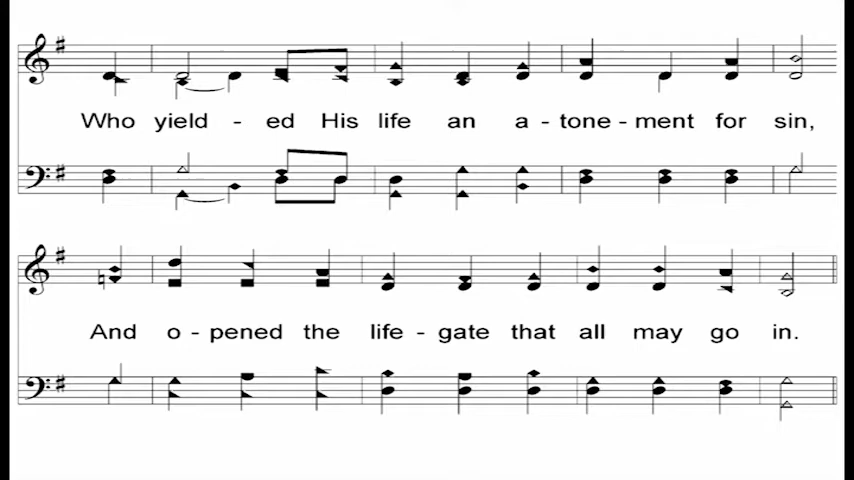 Who yield - ed His life an a - tone - ment for sin,
And o - pened the life - gate that all may go in.